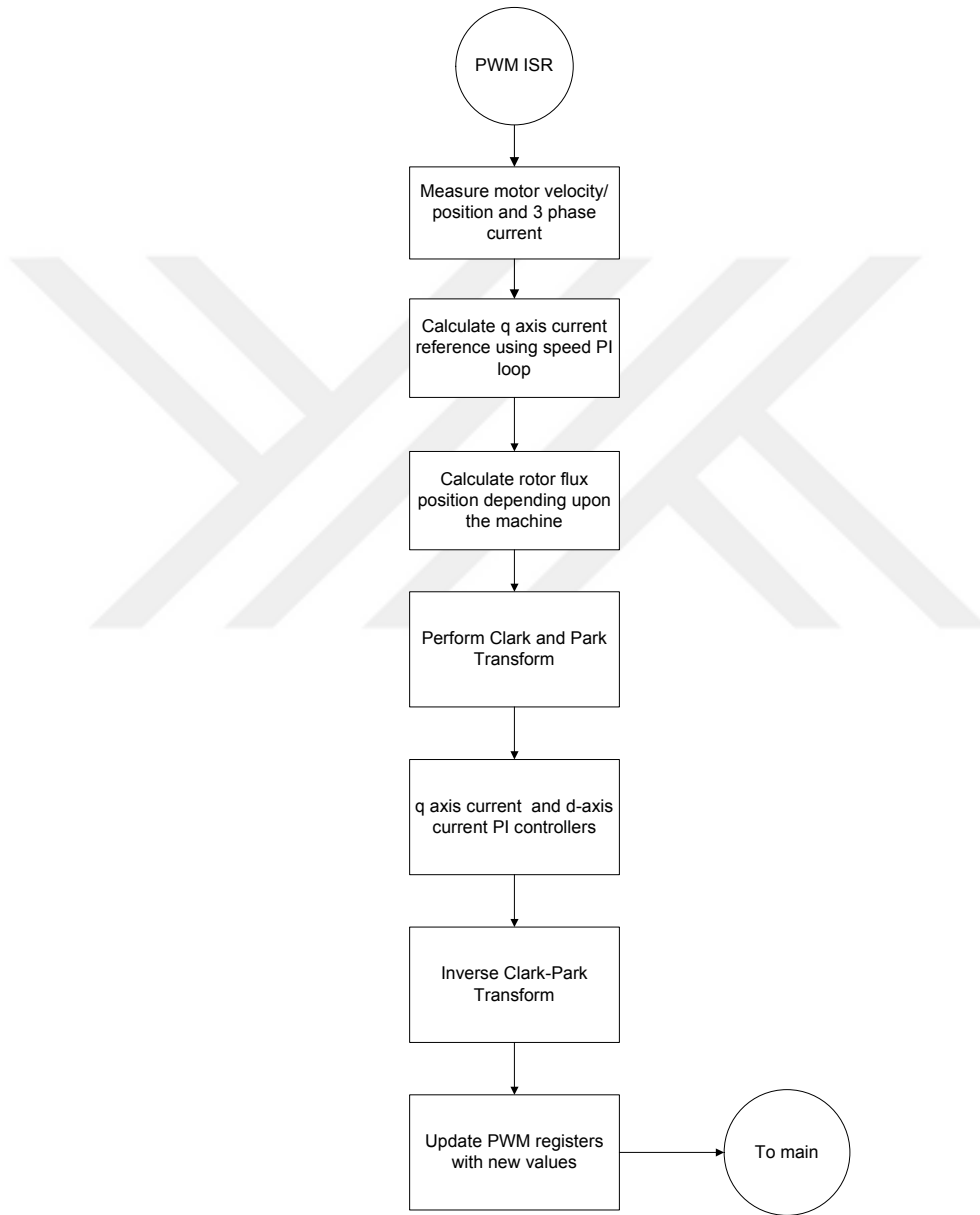 PWM ISR
Measure motor velocity/
position and 3 phase
current
Calculate q axis current
reference using speed PI
loop
Calculate rotor flux
position depending upon
the machine
Perform Clark and Park
Transform
q axis current  and d-axis
current PI controllers
Inverse Clark-Park
Transform
Update PWM registers
with new values
To main